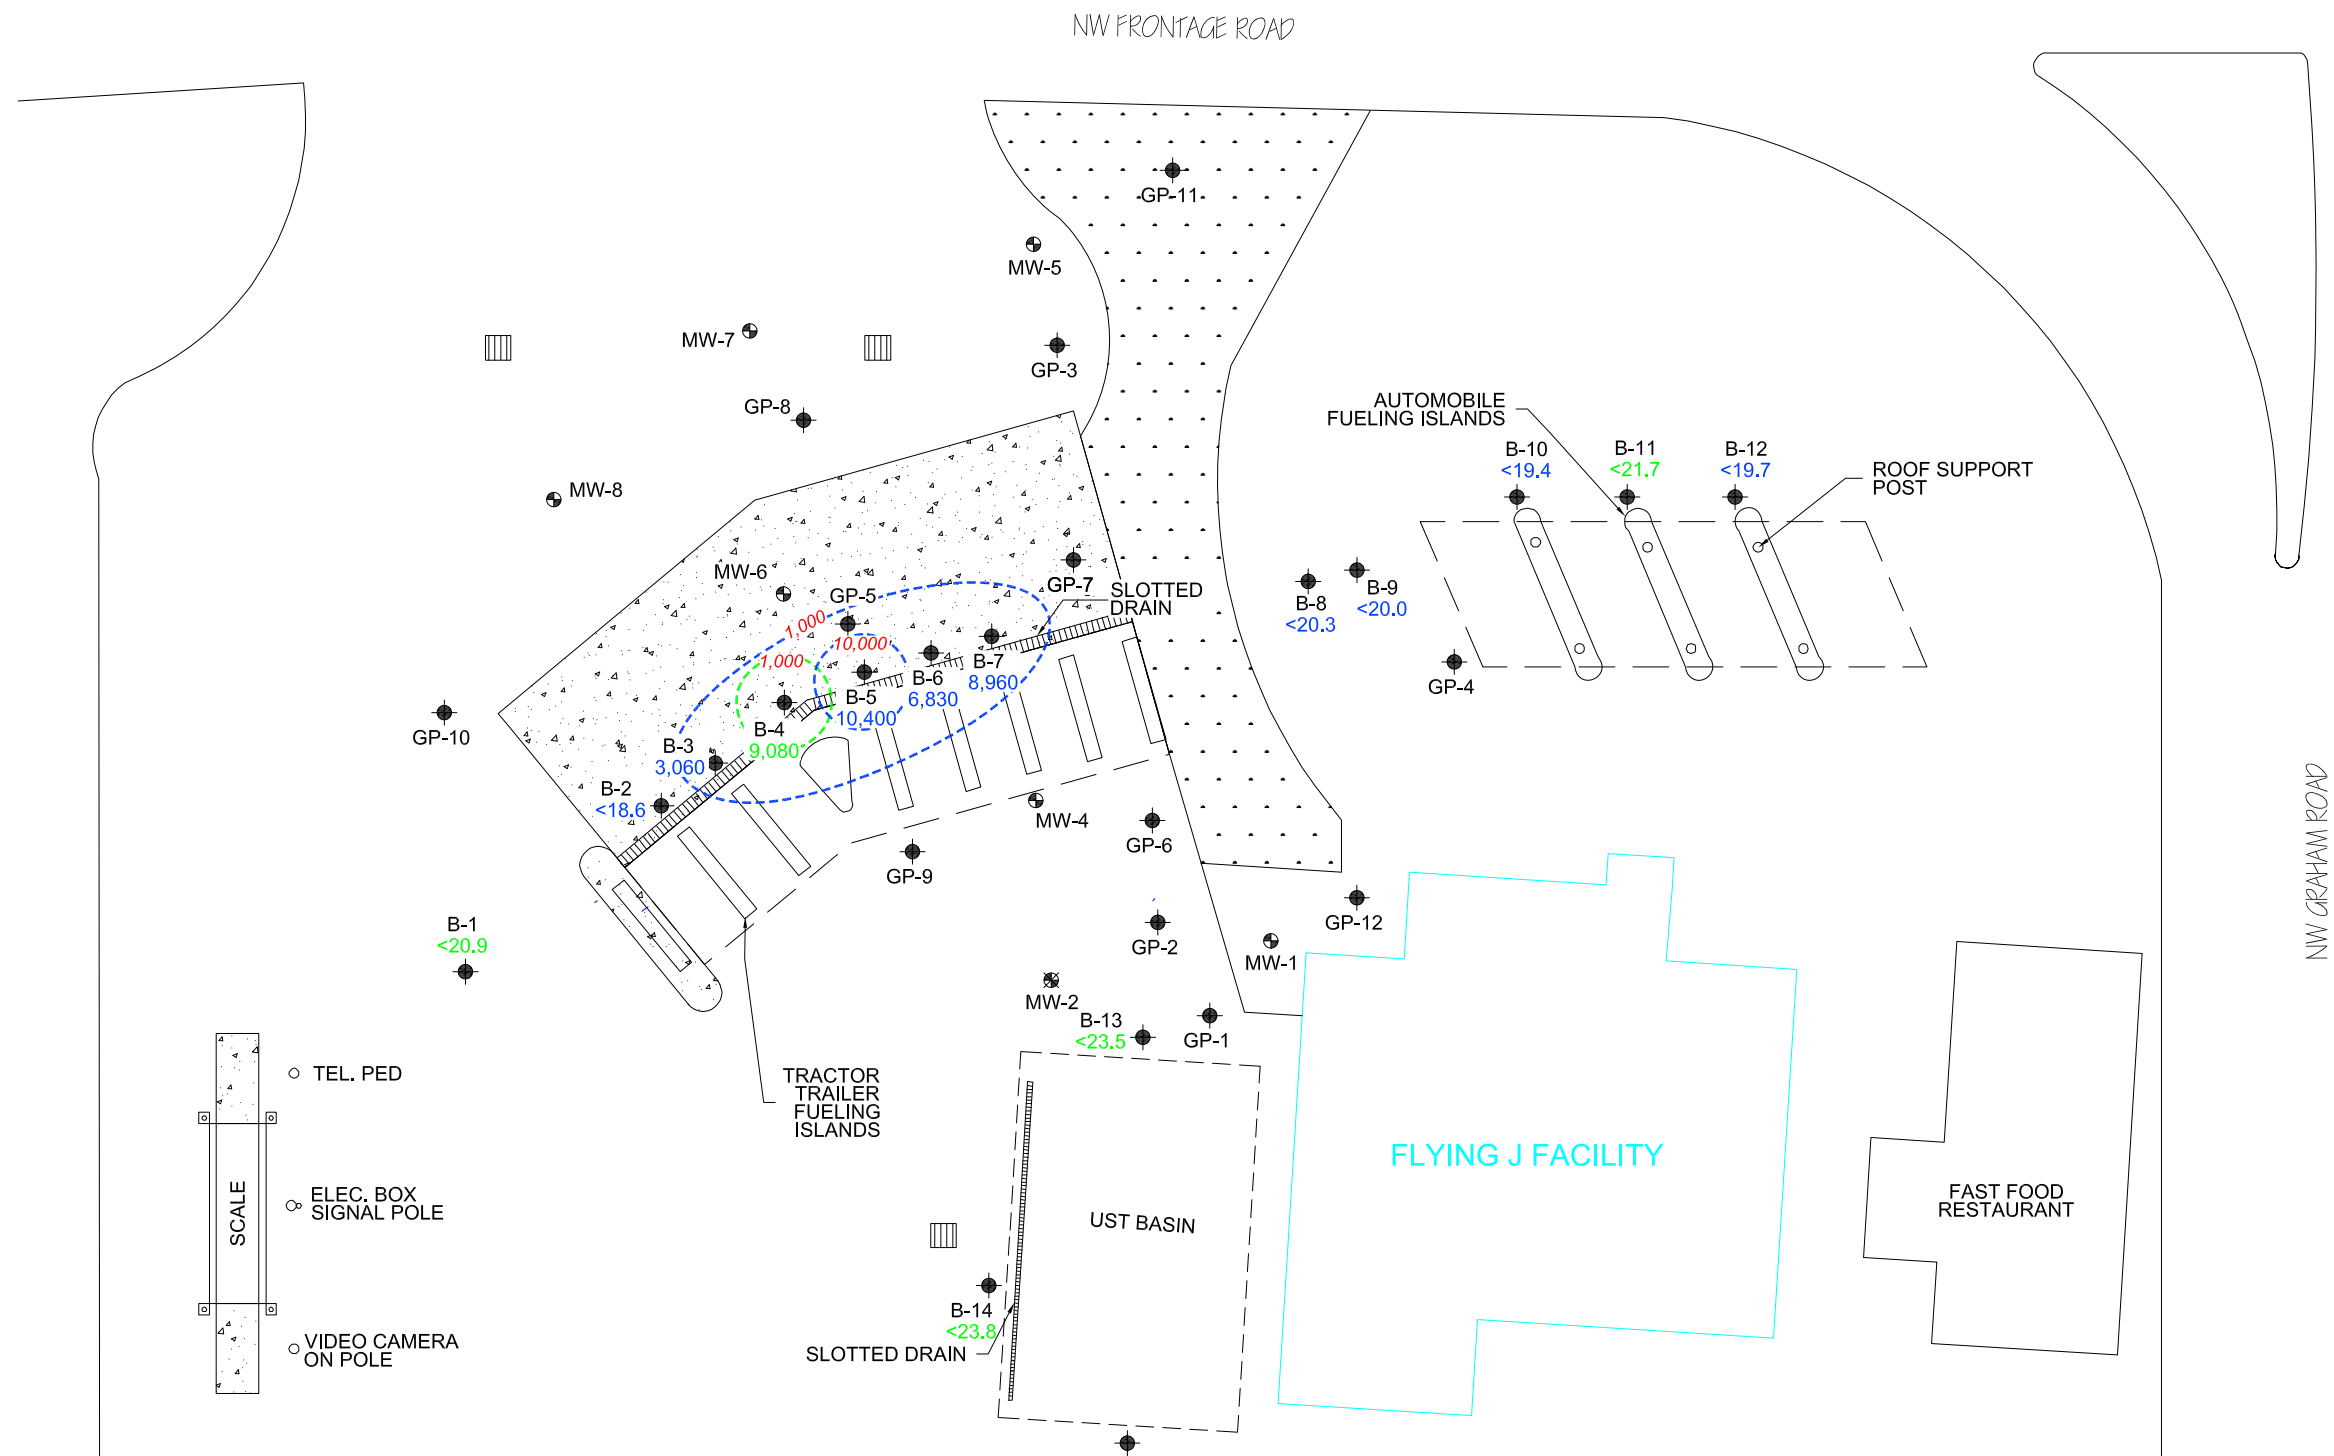 NW FRONTAGE ROAD
GP-11
MW-5
MW-7
GP-3
GP-8
AUTOMOBILE
FUELING ISLANDS
B-10
<19.4
B-11
<21.7
B-12
<19.7
ROOF SUPPORT
POST
MW-8
MW-6
GP-5
GP-7
SLOTTED
DRAIN
B-8
<20.3
B-9
<20.0
1,000
10,000
1,000
GP-4
B-7
8,960
B-6
6,830
B-5
10,400
B-4
9,080
B-3
3,060
B-2
<18.6
GP-10
MW-4
GP-6
GP-9
NW GRAHAM ROAD
GP-12
B-1
<20.9
GP-2
MW-1
MW-2
B-13
<23.5
GP-1
TEL. PED
TRACTOR
TRAILER
FUELING
ISLANDS
FLYING J FACILITY
SCALE
ELEC. BOX
SIGNAL POLE
UST BASIN
FAST FOOD
RESTAURANT
B-14
<23.8
SLOTTED DRAIN
VIDEO CAMERA
ON POLE